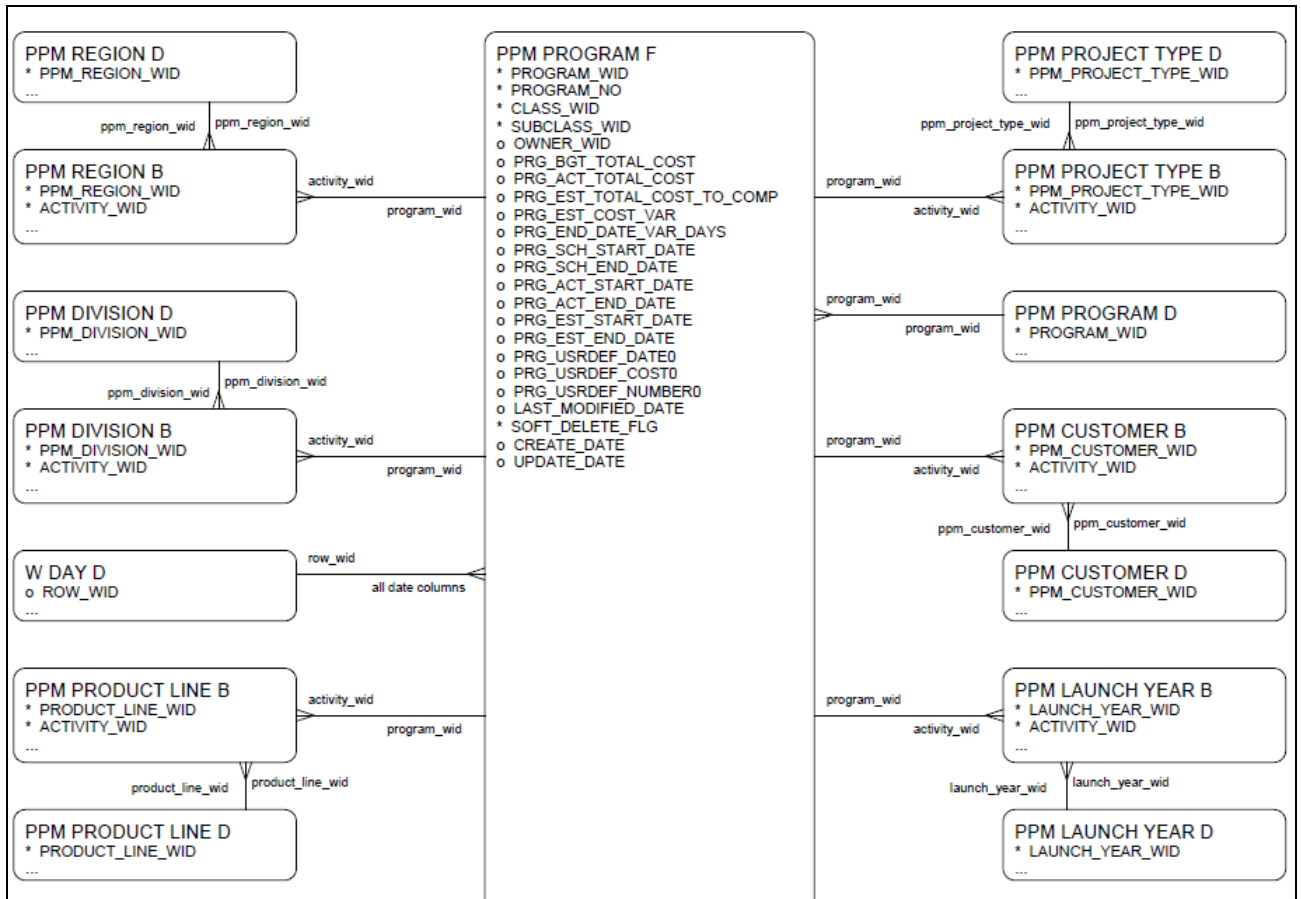 PPM REGION D
* PPM_REGION_WID
...
ppm_region_wid
ppm_region_wid
PPM REGION B
* PPM_REGION_WID
* ACTIVITY_WID
...
activity_wid
program_wid
PPM DIVISION D
* PPM_DIVISION_WID
...
ppm_division_wid
ppm_division_wid
PPM DIVISION B
* PPM_DIVISION_WID
* ACTIVITY_WID
...
activity_wid
program_wid
W DAY D
o ROW_WID
...
row_wid
all date columns
PPM PRODUCT LINE B
* PRODUCT_LINE_WID
* ACTIVITY_WID
...
activity_wid
program_wid
product_line_wid
product_line_wid
PPM PRODUCT LINE D
* PRODUCT_LINE_WID
...
PPM PROGRAM F
* PROGRAM_WID
* PROGRAM_NO
* CLASS_WID
* SUBCLASS_WID
o OWNER_WID
o PRG_BGT_TOTAL_COST
o PRG_ACT_TOTAL_COST
o PRG_EST_TOTAL_COST_TO_COMP
o PRG_EST_COST_VAR
o PRG_END_DATE_VAR_DAYS
o PRG_SCH_START_DATE
o PRG_SCH_END_DATE
o PRG_ACT_START_DATE
o PRG_ACT_END_DATE
o PRG_EST_START_DATE
o PRG_EST_END_DATE
o PRG_USRDEF_DATE0
o PRG_USRDEF_COST0
o PRG_USRDEF_NUMBER0
o LAST_MODIFIED_DATE
* SOFT_DELETE_FLG
o CREATE_DATE
o UPDATE_DATE
PPM PROJECT TYPE D
* PPM_PROJECT_TYPE_WID
...
ppm_project_type_wid
ppm_project_type_wid
PPM PROJECT TYPE B
* PPM_PROJECT_TYPE_WID
* ACTIVITY_WID
...
program_wid
activity_wid
program_wid
program_wid
PPM PROGRAM D
* PROGRAM_WID
...
program_wid
activity_wid
PPM CUSTOMER B
* PPM_CUSTOMER_WID
* ACTIVITY_WID
...
ppm_customer_wid
ppm_customer_wid
PPM CUSTOMER D
* PPM_CUSTOMER_WID
...
program_wid
activity_wid
PPM LAUNCH YEAR B
* LAUNCH_YEAR_WID
* ACTIVITY_WID
...
launch_year_wid
launch_year_wid
PPM LAUNCH YEAR D
* LAUNCH_YEAR_WID
...